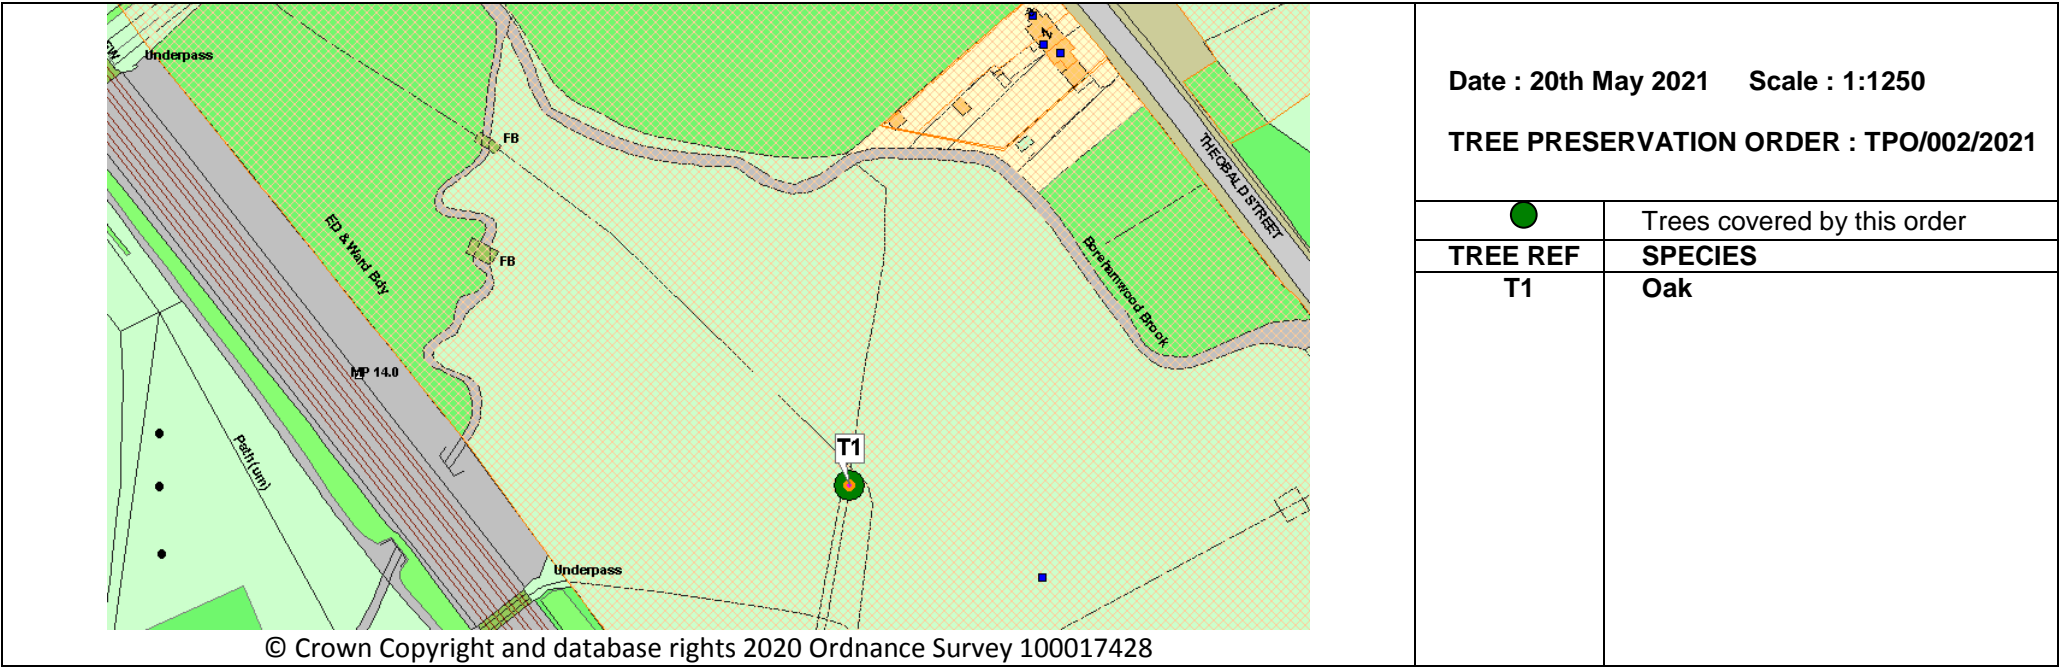 Underpass
FB
FB
ED & Ward Bdy
MP 14.0
Path (um)
Underpass
T1
Borehamwood Brook
THEOBALD STREET
© Crown Copyright and database rights 2020 Ordnance Survey 100017428
Date : 20th May 2021 Scale : 1:1250
TREE PRESERVATION ORDER : TPO/002/2021
Trees covered by this order
TREE REF SPECIES
T1 Oak